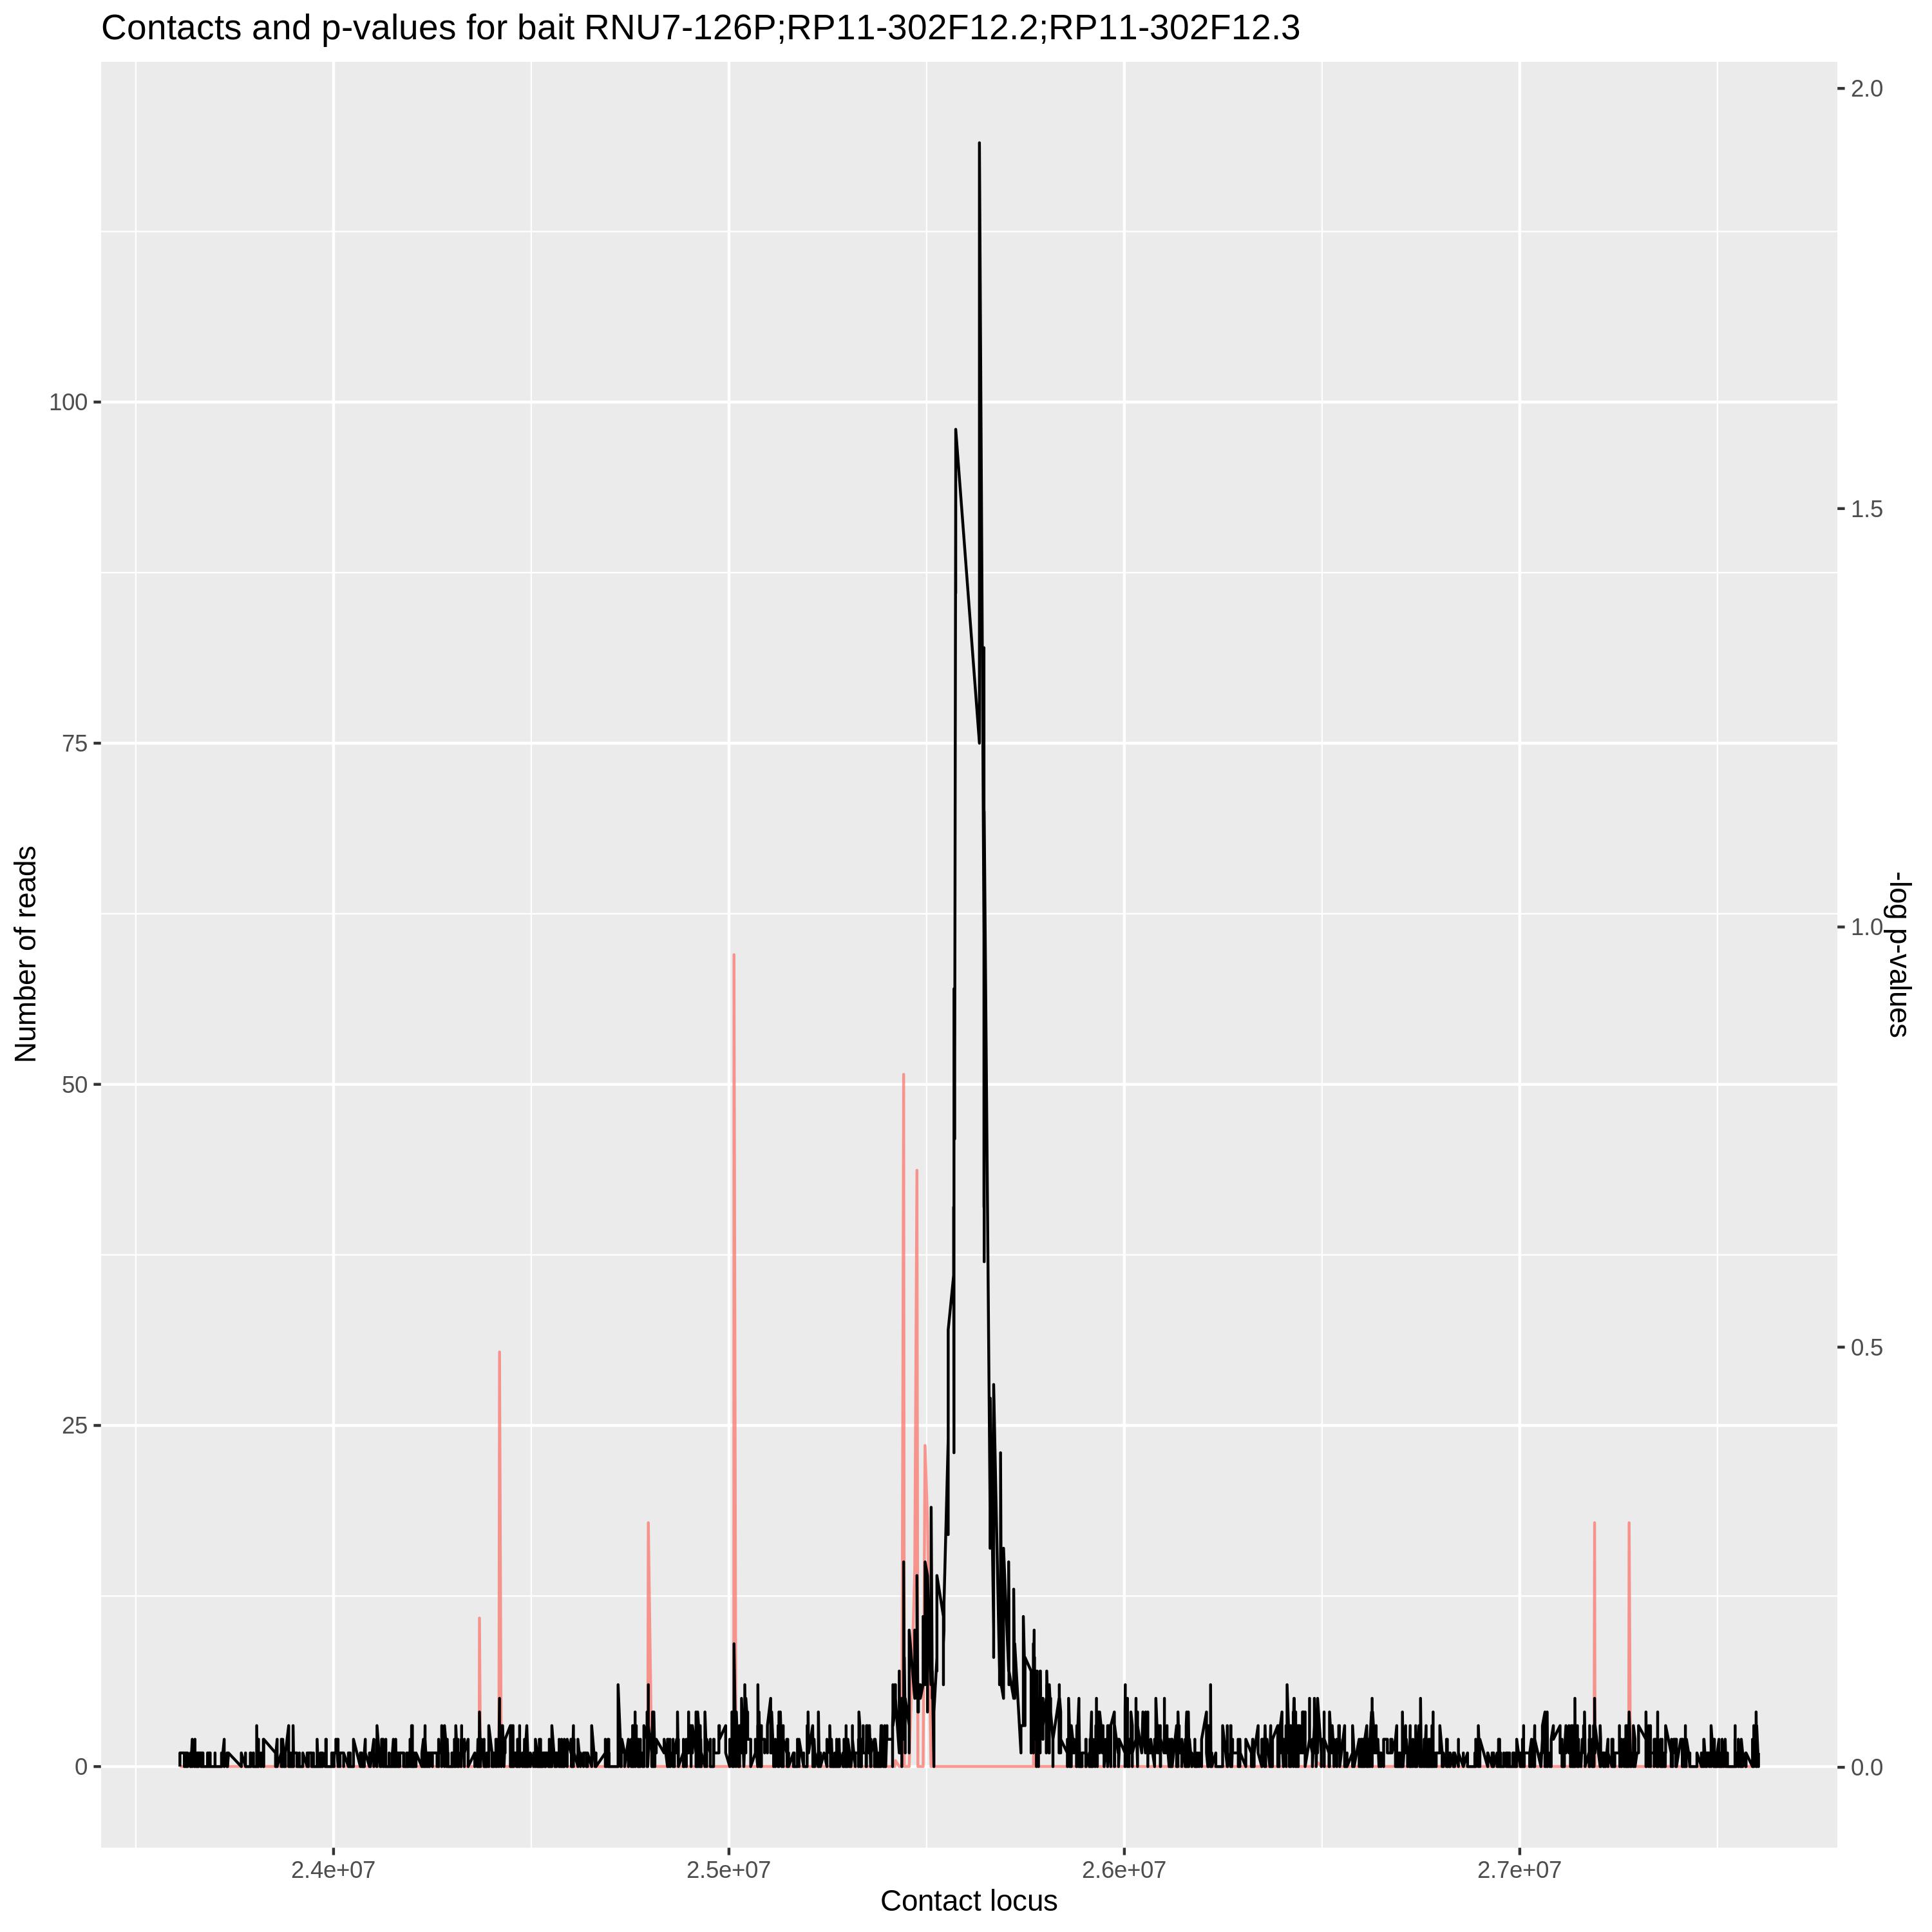 Contacts and p-values for bait RNU7-126P;RP11-302F12.2;RP11-302F12.3
Number of reads
100
75
50
25
0
2.0
1.5
1.0
0.5
0.0
-log p-values
2.4e+07
2.5e+07
2.6e+07
2.7e+07
Contact locus